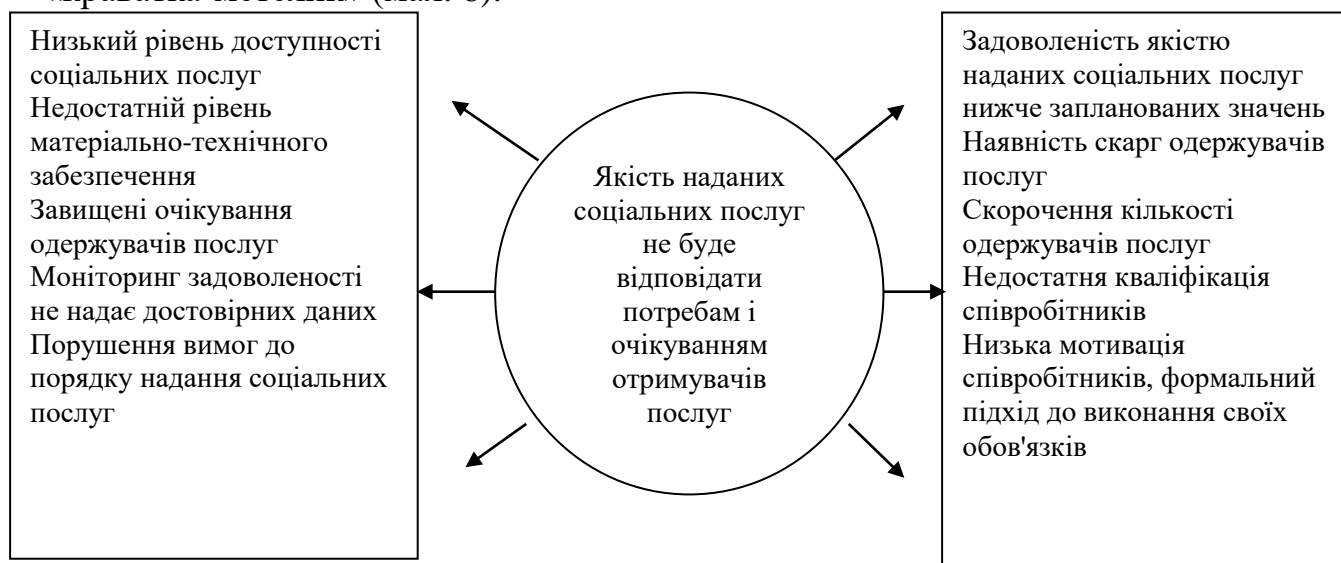 Низький рівень доступності
соціальних послуг
Недостатній рівень
матеріально-технічного
забезпечення
Завищені очікування
одержувачів послуг
Моніторинг задоволеності
не надає достовірних даних
Порушення вимог до
порядку надання соціальних
послуг
Якість наданих
соціальних послуг
не буде
відповідати
потребам і
очікуванням
отримувачів
послуг
Задоволеність якістю
наданих соціальних послуг
нижче запланованих значень
Наявність скарг одержувачів
послуг
Скорочення кількості
одержувачів послуг
Недостатня кваліфікація
співробітників
Низька мотивація
співробітників, формальний
підхід до виконання своїх
обов'язків